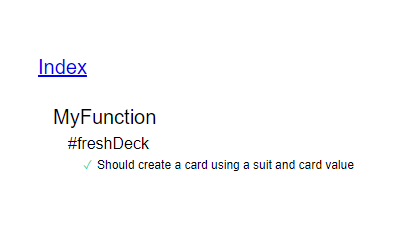 Index
MyFunction
#freshDeck
✓ Should create a card using a suit and card value